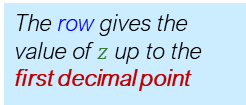 The row gives the
value of z up to the
first decimal point